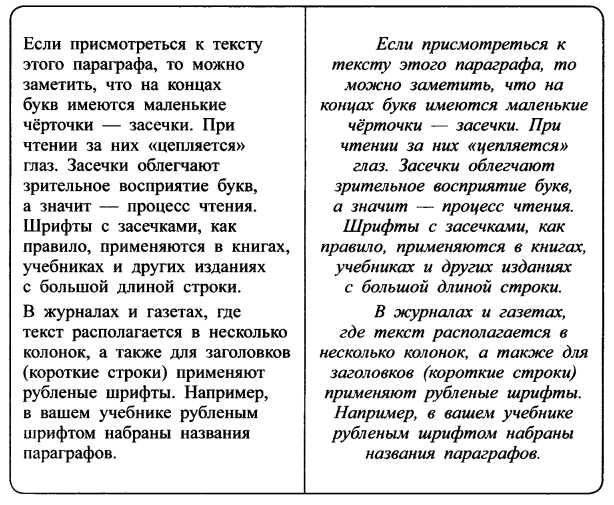 Если присмотреться к тексту
этого параграфа, то можно
заметить, что на концах
букв имеются маленькие
чёрточки — засечки. При
чтении за них «цепляется»
глаз. Засечки облегчают
зрительное восприятие букв,
а значит — процесс чтения.
Шрифты с засечками, как
правило, применяются в книгах,
учебниках и других изданиях
с большой длиной строки.
В журналах и газетах, где
текст располагается в несколько
колонок, а также для заголовков
(короткие строки) применяют
рубленые шрифты. Например,
в вашем учебнике рубленым
шрифтом набраны названия
параграфов.
Если присмотреться к
тексту этого параграфа, то
можно заметить, что на
концах букв имеются маленькие
чёрточки — засечки. При
чтении за них «цепляется»
глаз. Засечки облегчают
зрительное восприятие букв,
а значит — процесс чтения.
Шрифты с засечками, как
правило, применяются в книгах,
учебниках и других изданиях
с большой длиной строки.
В журналах и газетах,
где текст располагается в
несколько колонок, а также для
заголовков (короткие строки)
применяют рубленые шрифты.
Например, в вашем учебнике
рубленым шрифтом набраны
названия параграфов.